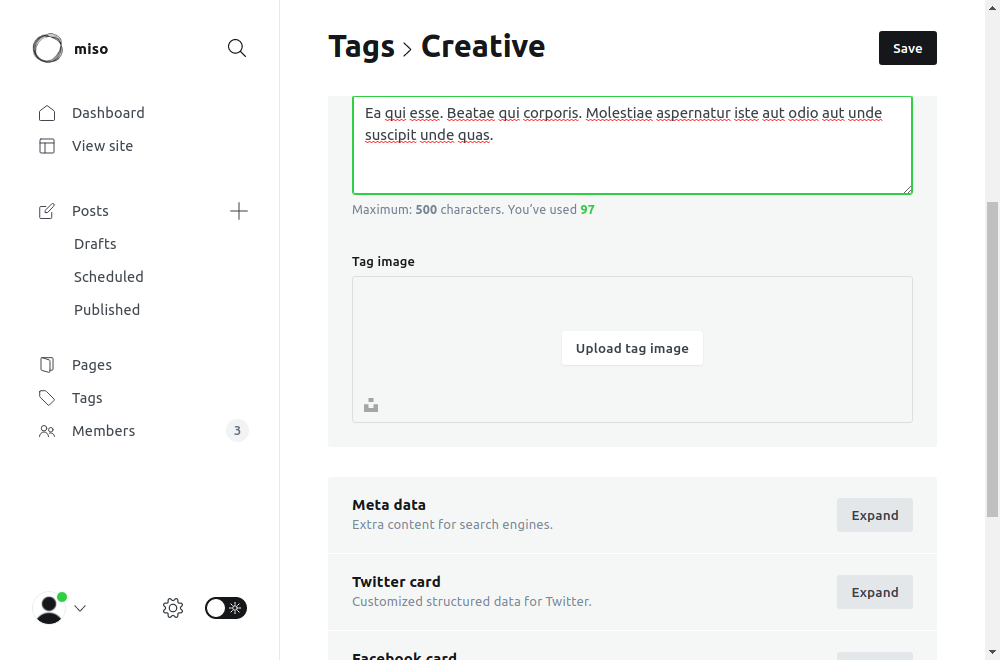 miso
Tags > Creative
Save
Dashboard
View site
Posts
Drafts
Scheduled
Published
Pages
Tags
Members 3
Ea qui esse. Beatae qui corporis. Molestiae aspernatur iste aut odio aut unde
suscipit unde quas.
Maximum: 500 characters. You've used 97
Tag image
Upload tag image
Meta data
Extra content for search engines.
Expand
Twitter card
Customized structured data for Twitter.
Expand
Facebook card